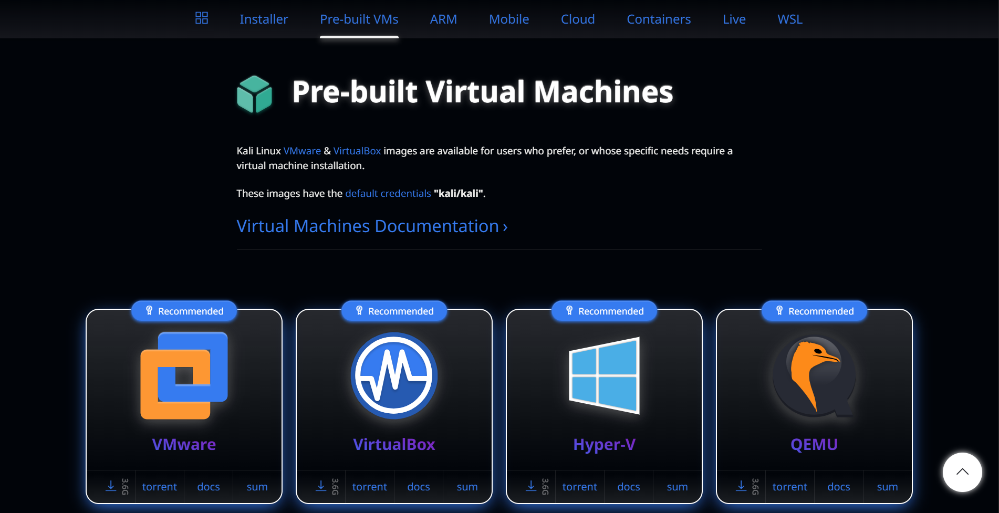 Installer
Pre-built VMs
ARM
Mobile
Cloud
Containers
Live
WSL
Pre-built Virtual Machines
Kali Linux VMware & VirtualBox images are available for users who prefer, or whose specific needs require a
virtual machine installation.
These images have the default credentials "kali/kali".
Virtual Machines Documentation ›
Recommended
Recommended
Recommended
Recommended
VMware
VirtualBox
Hyper-V
QEMU
3.6G torrent docs sum
3.6G torrent docs sum
3.6G torrent docs sum
3.6G torrent docs sum